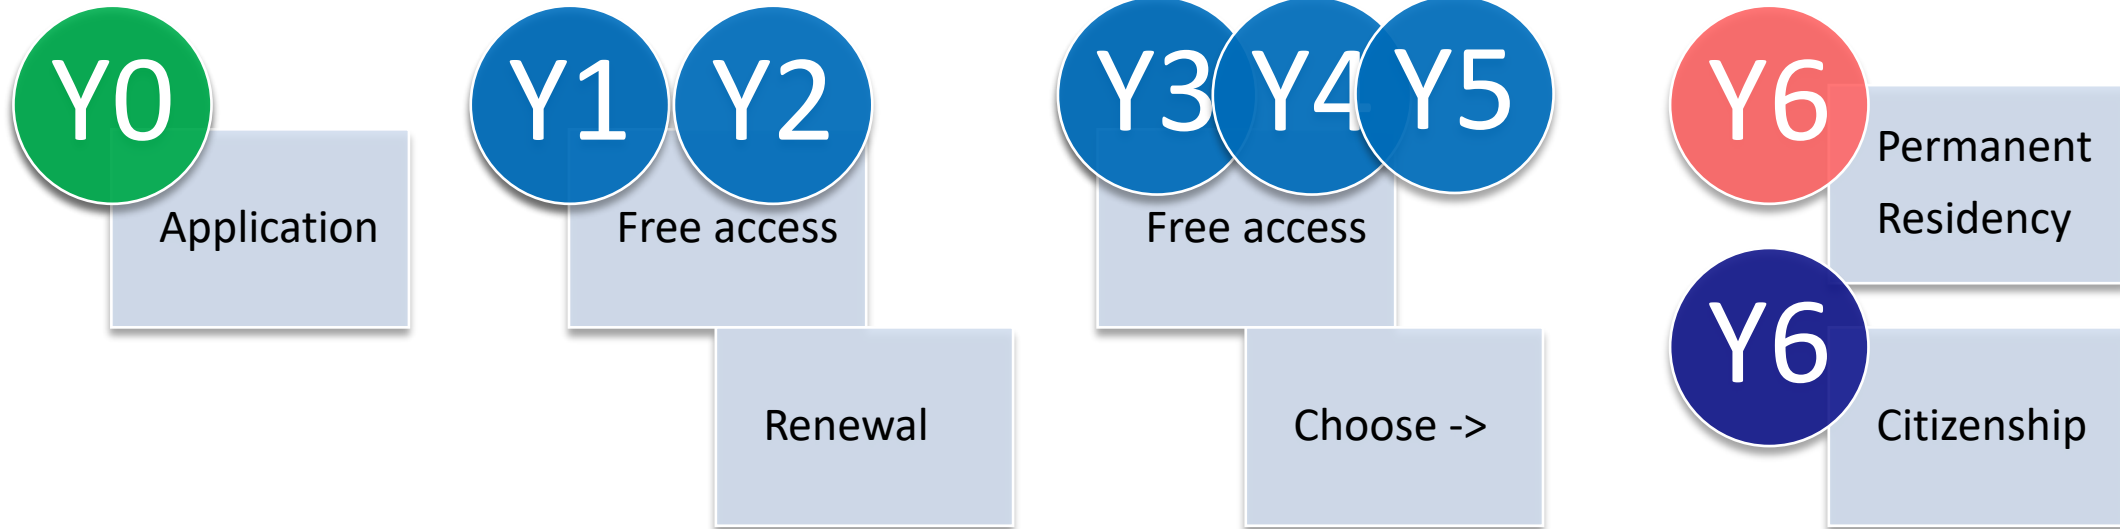 Y0
Application
Y1 Y2
Free access
Renewal
Y3 Y4 Y5
Free access
Choose ->
Y6
Permanent
Residency
Y6
Citizenship